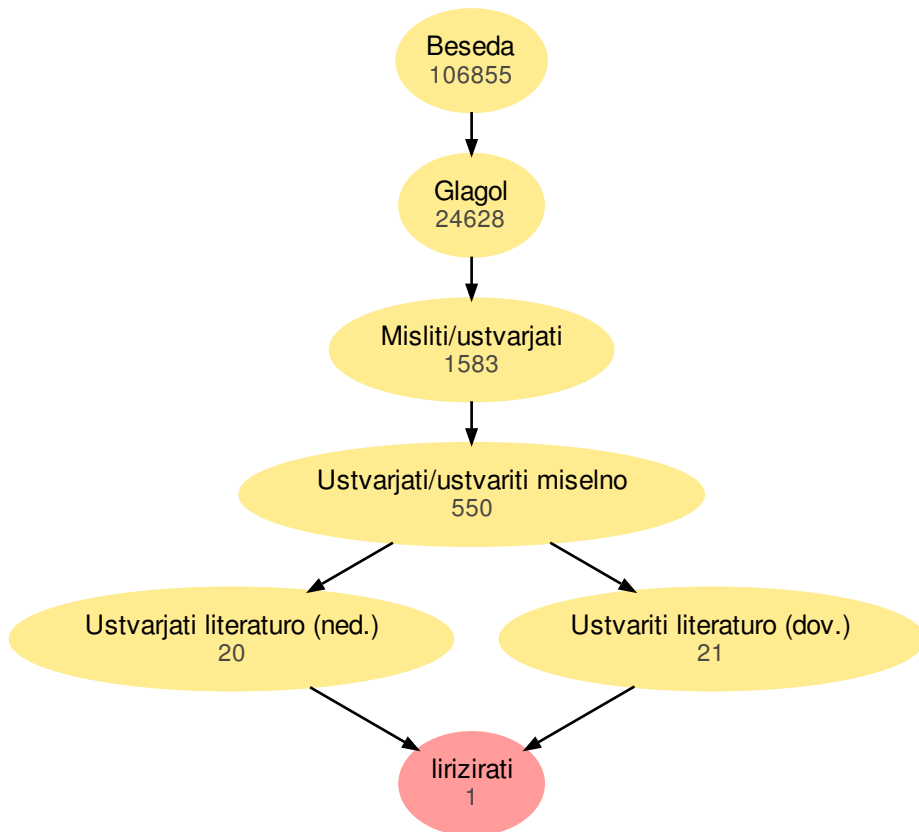 Beseda
106855
Glagol
24628
Misliti/ustvarjati
1583
Ustvarjati/ustvariti miselno
550
Ustvarjati literaturo (ned.)
20
Ustvariti literaturo (dov.)
21
lirizirati
1